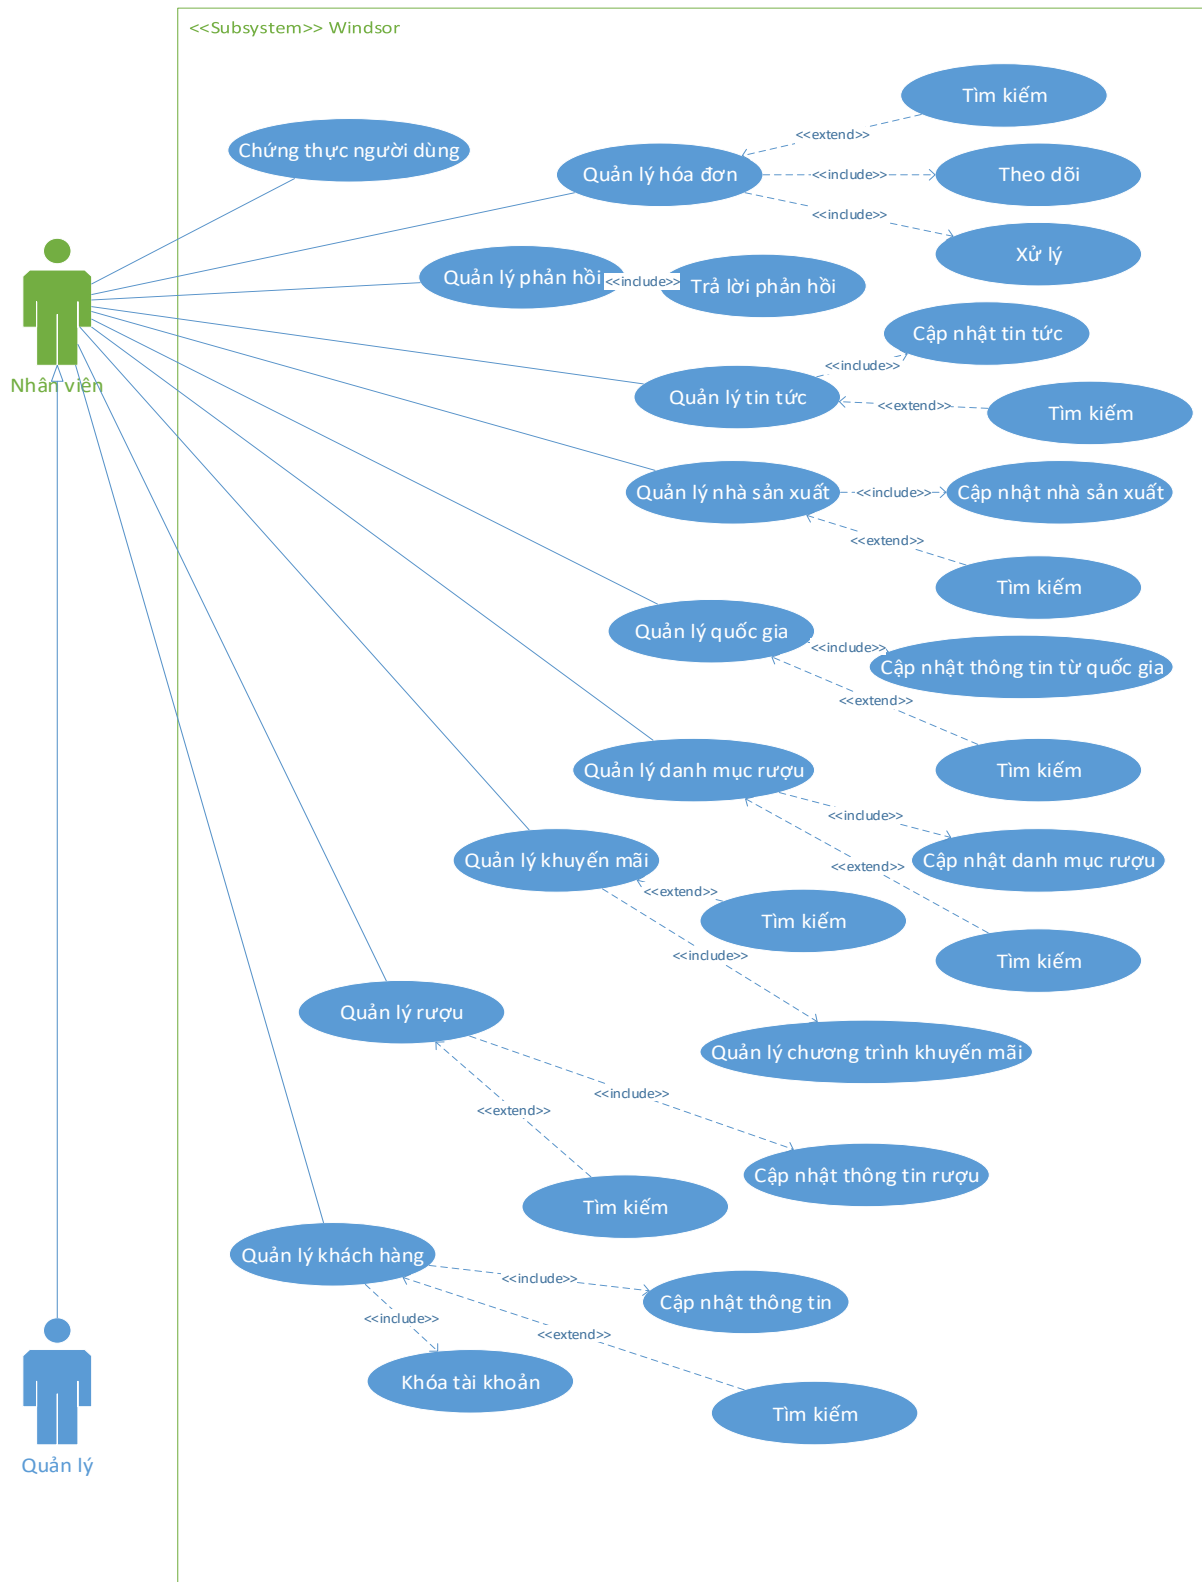 <<Subsystem>> Windsor
Tìm kiếm
<<extend>>
Chứng thực người dùng
Quản lý hóa đơn
<<include>>
Theo dõi
<<include>>
Xử lý
Quản lý phản hồi
<<include>>
Trả lời phản hồi
Nhân viên
Cập nhật tin tức
<<include>>
Quản lý tin tức
<<extend>>
Tìm kiếm
Quản lý nhà sản xuất
<<include>>
Cập nhật nhà sản xuất
<<extend>>
Tìm kiếm
Quản lý quốc gia
<<include>>
Cập nhật thông tin từ quốc gia
<<extend>>
Tìm kiếm
Quản lý danh mục rượu
<<include>>
Cập nhật danh mục rượu
<<extend>>
Tìm kiếm
Quản lý khuyến mãi
<<extend>>
Tìm kiếm
<<include>>
Quản lý chương trình khuyến mãi
Quản lý rượu
<<include>>
Cập nhật thông tin rượu
<<extend>>
Tìm kiếm
Quản lý khách hàng
<<include>>
Cập nhật thông tin
<<include>>
Khóa tài khoản
<<extend>>
Tìm kiếm
Quản lý